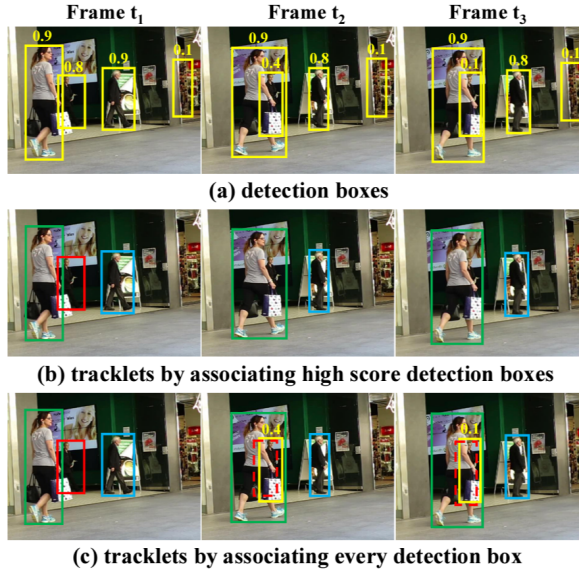 Frame t1 Frame t2 Frame t3
0.9 0.8 0.9 0.1 0.9 0.4 0.8 0.1 0.9 0.1 0.8 0.1
(a) detection boxes
(b) tracklets by associating high score detection boxes
0.4 0.1
(c) tracklets by associating every detection box